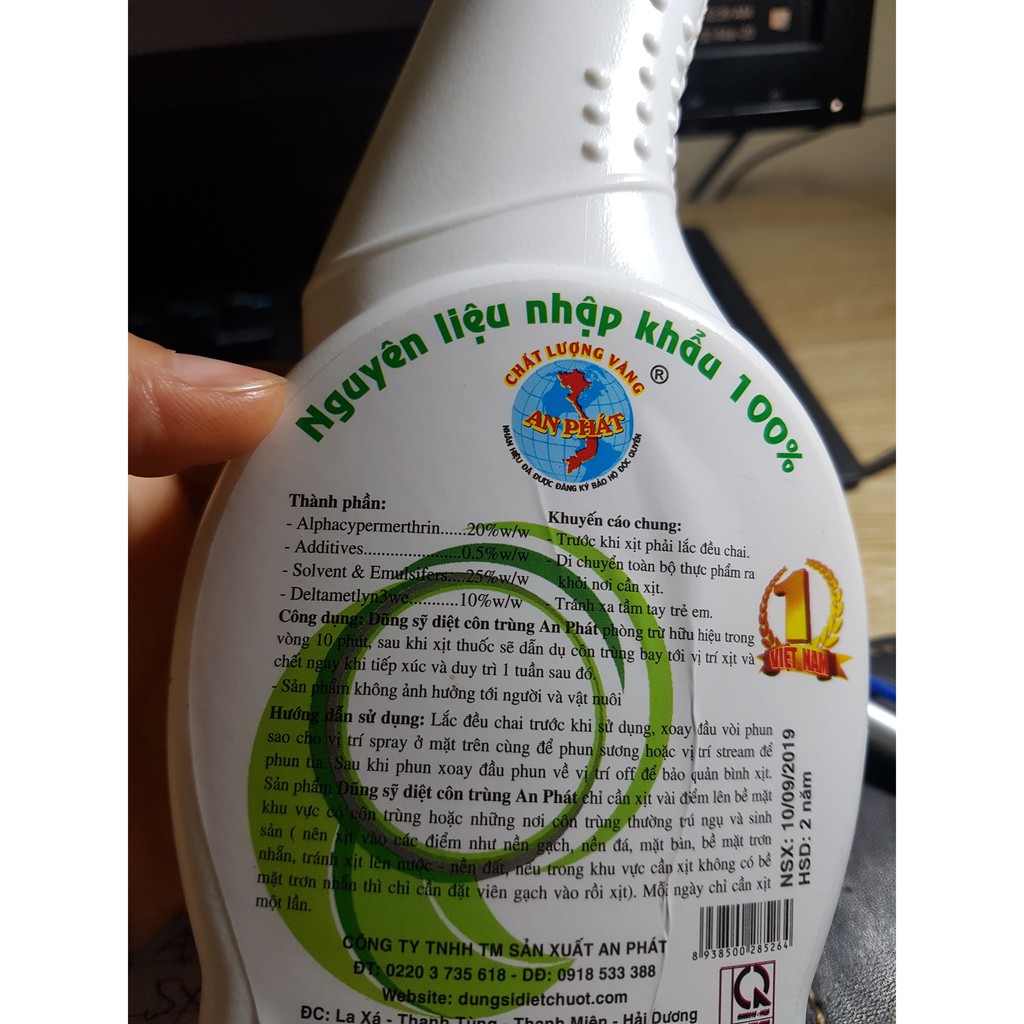 Nguyên liệu nhập khẩu 100%
CHẤT LƯỢNG VÀNG
®
AN PHÁT
NHÃN HIỆU ĐÃ ĐƯỢC ĐĂNG KÝ BẢO HỘ ĐỘC QUYỀN
Thành phần:
- Alphacypermerthrin......20%w/w
- Additives......................0.5%w/w
- Solvent & Emulsifers....25%w/w
- Deltametlyn3we...........10%w/w
Khuyến cáo chung:
- Trước khi xịt phải lắc đều chai.
- Di chuyển toàn bộ thực phẩm ra
khỏi nơi cần xịt.
- Tránh xa tầm tay trẻ em.
1
VIỆT NAM
Công dụng: Dũng sỹ diệt côn trùng An Phát phòng trừ hữu hiệu trong
vòng 10 phút, sau khi xịt thuốc sẽ dẫn dụ côn trùng bay tới vị trí xịt và
chết ngay khi tiếp xúc và duy trì 1 tuần sau đó.
- Sản phẩm không ảnh hưởng tới người và vật nuôi
Hướng dẫn sử dụng: Lắc đều chai trước khi sử dụng, xoay đầu vòi phun
sao cho vị trí spray ở mặt trên cùng để phun sương hoặc vị trí stream để
phun tia. Sau khi phun xoay đầu phun về vị trí off để bảo quản bình xịt.
Sản phẩm Dũng sỹ diệt côn trùng An Phát chỉ cần xịt vài điểm lên bề mặt
khu vực có côn trùng hoặc những nơi côn trùng thường trú ngụ và sinh
sản ( nên xịt vào các điểm như nền gạch, nền đá, mặt bàn, bề mặt trơn
nhẵn, tránh xịt lên nước - nền đất, nếu trong khu vực cần xịt không có bề
mặt trơn nhẵn thì chỉ cần đặt viên gạch vào rồi xịt). Mỗi ngày chỉ cần xịt
một lần.
NSX: 10/09/2019
HSD: 2 năm
8 938500 285264
CÔNG TY TNHH TM SẢN XUẤT AN PHÁT
ĐT: 0220 3 735 618 - DĐ: 0918 533 388
Website: dungsidietchuot.com
ĐC: La Xá - Thanh Tùng - Thanh Miện - Hải Dương